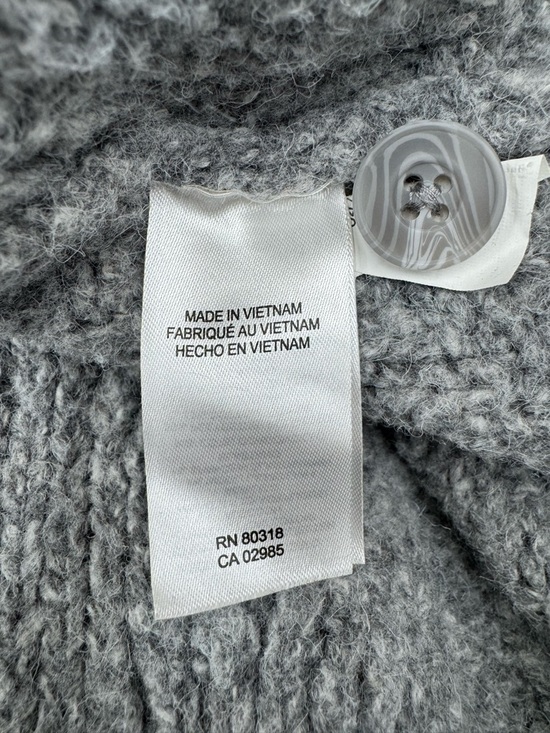 MADE IN VIETNAM
FABRIQUÉ AU VIETNAM
HECHO EN VIETNAM
RN 80318
CA 02985